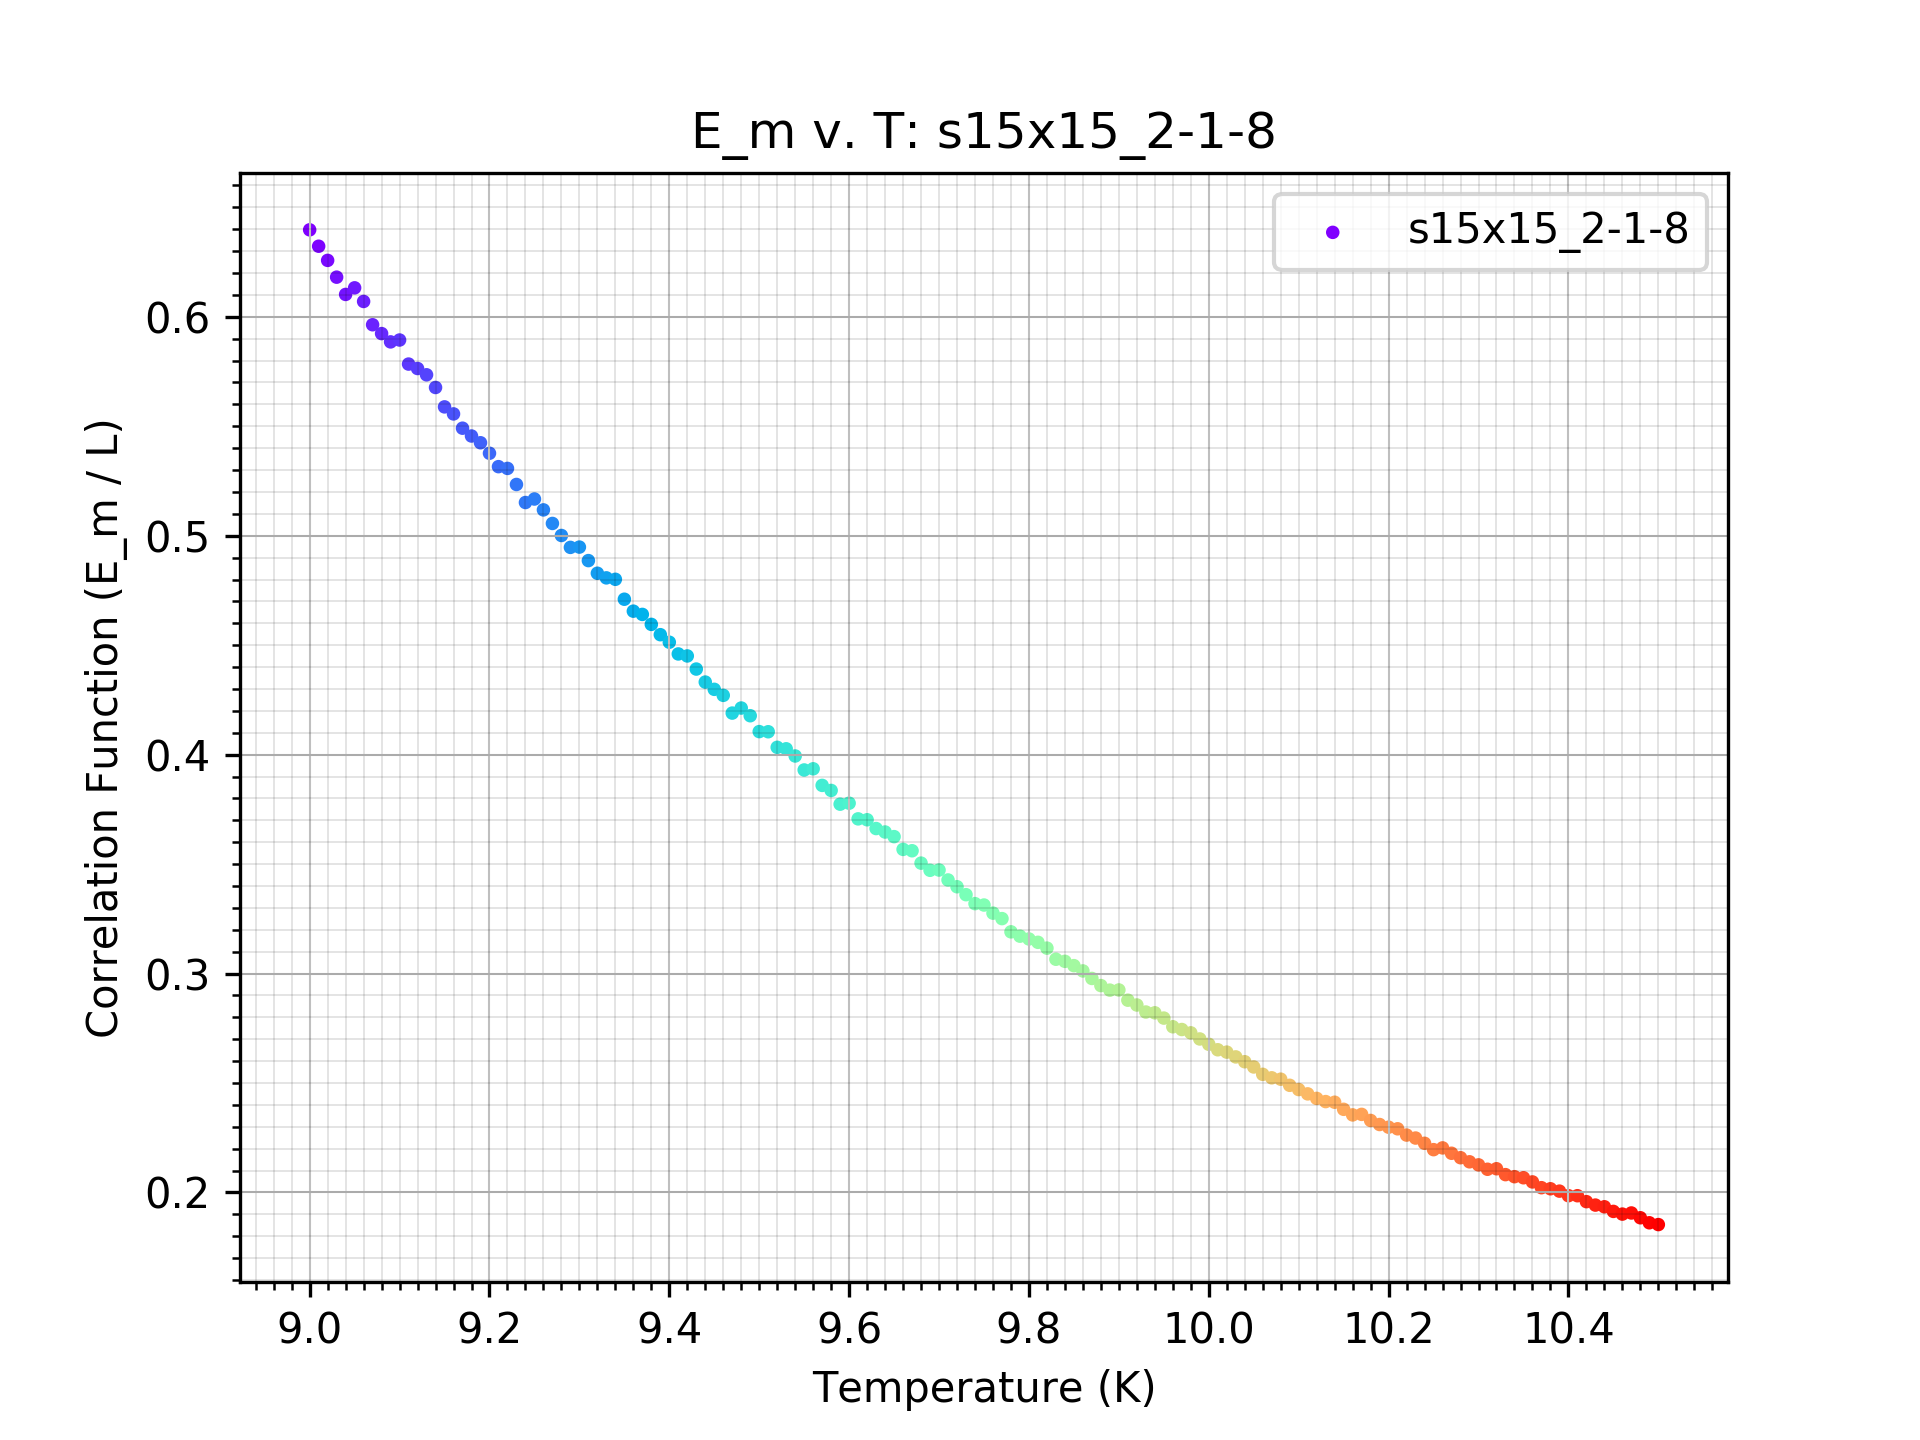 E_m v. T: s15x15_2-1-8
s15x15_2-1-8
Correlation Function (E_m / L)
0.6
0.5
0.4
0.3
0.2
9.0 9.2 9.4 9.6 9.8 10.0 10.2 10.4
Temperature (K)